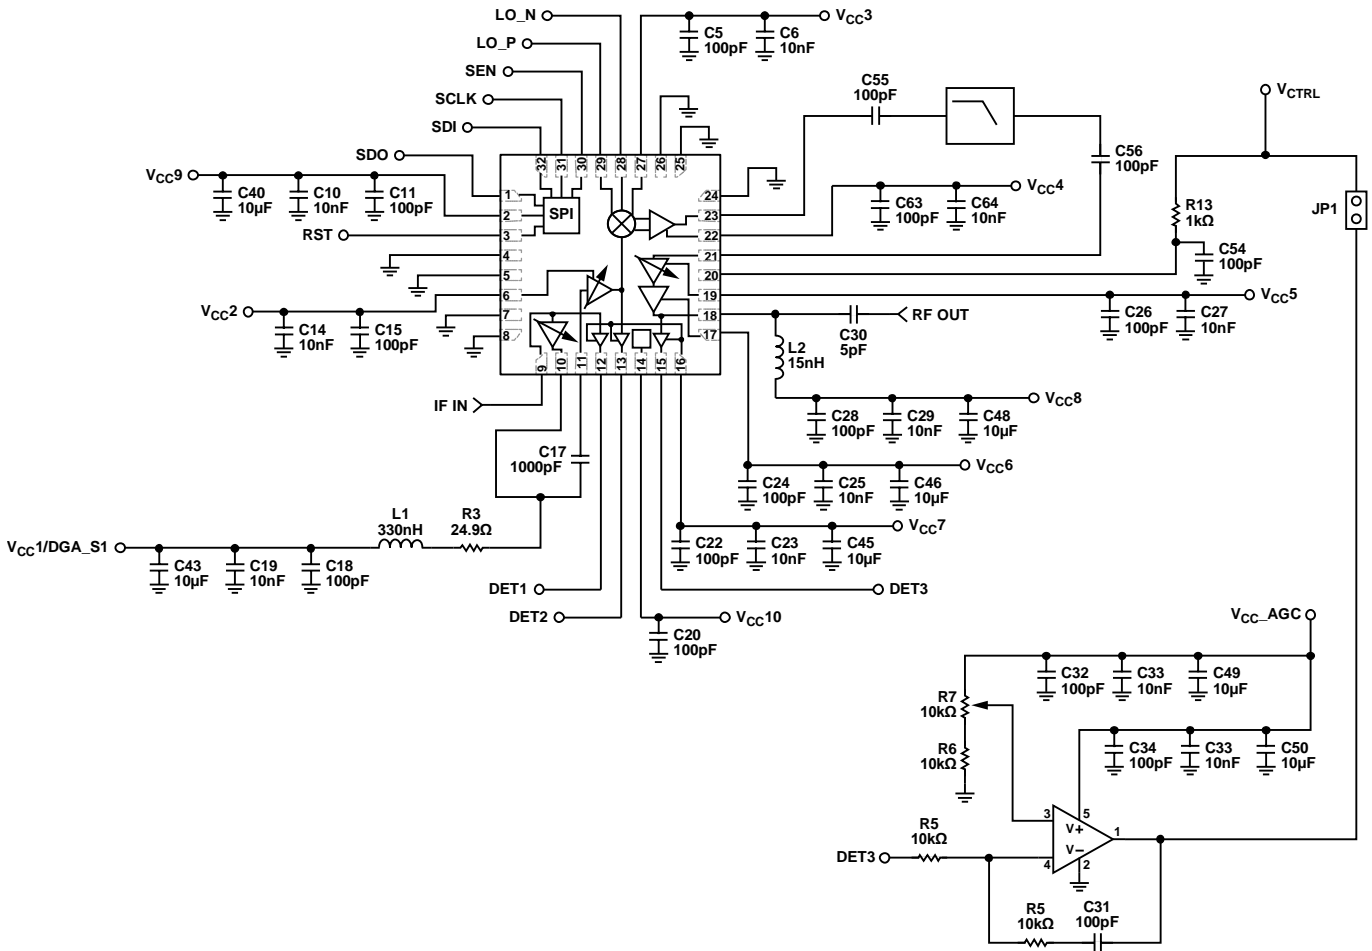 LO_N
LO_P
SEN
SCLK
SDI
SDO
VCC9
C40
10µF
C10
10nF
C11
100pF
RST
VCC2
C14
10nF
C15
100pF
C5
100pF
C6
10nF
VCC3
C55
100pF
C56
100pF
VCTRL
R13
1kΩ
JP1
C54
100pF
C63
100pF
C64
10nF
VCC4
32
31
30
29
28
27
26
25
1
2
3
4
5
6
7
8
SPI
24
23
22
21
20
19
18
17
9
10
11
12
13
14
15
16
C26
100pF
C27
10nF
VCC5
C30
5pF
RF OUT
L2
15nH
C28
100pF
C29
10nF
C48
10µF
VCC8
IF IN
C17
1000pF
C24
100pF
C25
10nF
C46
10µF
VCC6
C22
100pF
C23
10nF
C45
10µF
VCC7
VCC1/DGA_S1
C43
10µF
C19
10nF
C18
100pF
L1
330nH
R3
24.9Ω
DET1
DET2
DET3
C20
100pF
VCC10
VCC_AGC
C32
100pF
C33
10nF
C49
10µF
R7
10kΩ
R6
10kΩ
C34
100pF
C33
10nF
C50
10µF
3
5
V+
1
V−
4
2
DET3
R5
10kΩ
R5
10kΩ
C31
100pF